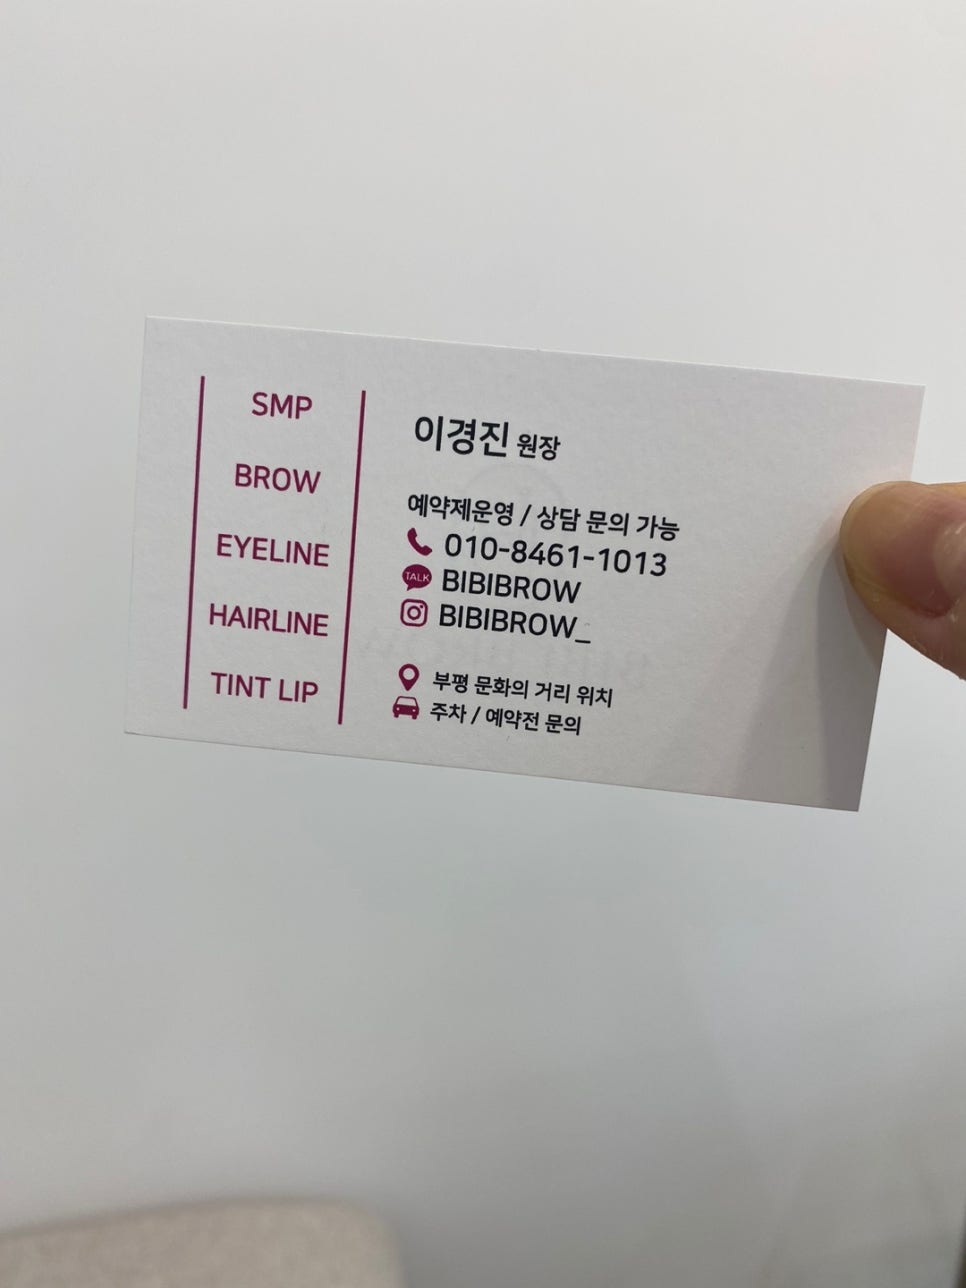 SMP
BROW
EYELINE
HAIRLINE
TINT LIP
이경진 원장
예약제운영 / 상담 문의 가능
010-8461-1013
TALK BIBIBROW
BIBIBROW_
부평 문화의 거리 위치
주차 / 예약전 문의